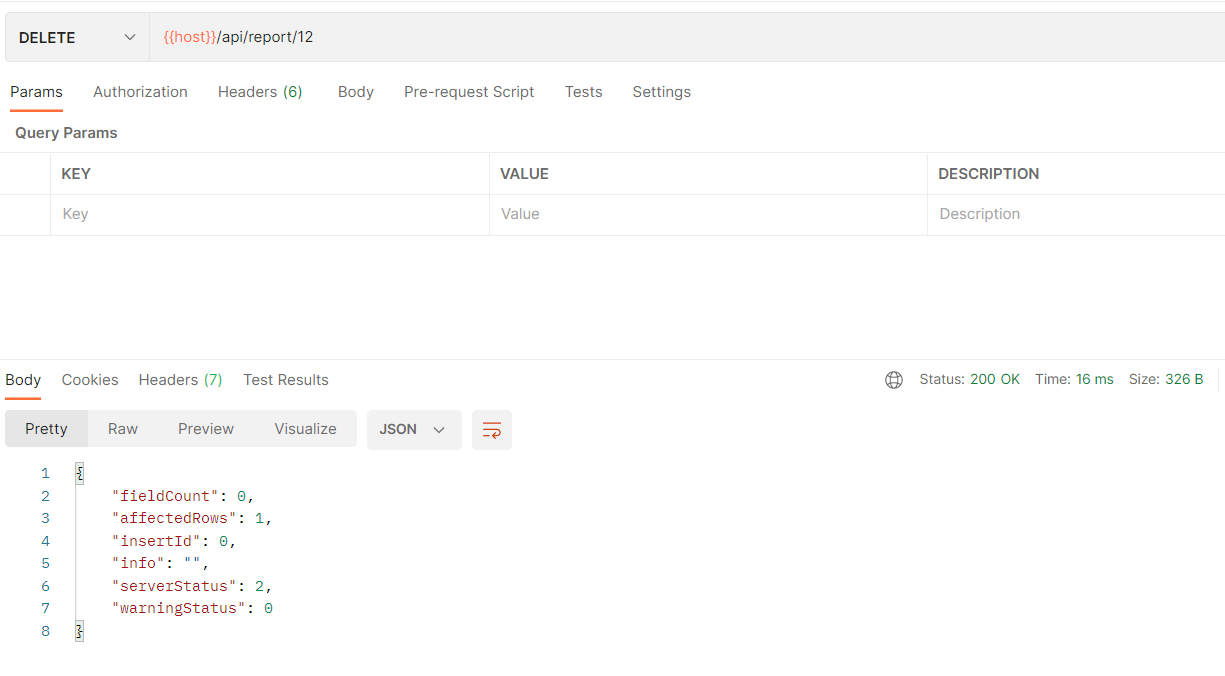 DELETE {{host}}/api/report/12
Params Authorization Headers (6) Body Pre-request Script Tests Settings
Query Params
KEY VALUE DESCRIPTION
Key Value Description
Body Cookies Headers (7) Test Results Status: 200 OK Time: 16 ms Size: 326 B
Pretty Raw Preview Visualize JSON
1 {
2 "fieldCount": 0,
3 "affectedRows": 1,
4 "insertId": 0,
5 "info": "",
6 "serverStatus": 2,
7 "warningStatus": 0
8 }